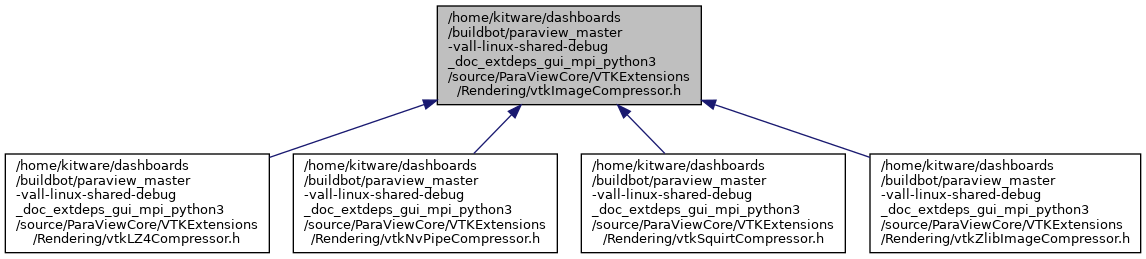 /home/kitware/dashboards
/buildbot/paraview_master
-vall-linux-shared-debug
_doc_extdeps_gui_mpi_python3
/source/ParaViewCore/VTKExtensions
/Rendering/vtkImageCompressor.h
/home/kitware/dashboards
/buildbot/paraview_master
-vall-linux-shared-debug
_doc_extdeps_gui_mpi_python3
/source/ParaViewCore/VTKExtensions
/Rendering/vtkLZ4Compressor.h
/home/kitware/dashboards
/buildbot/paraview_master
-vall-linux-shared-debug
_doc_extdeps_gui_mpi_python3
/source/ParaViewCore/VTKExtensions
/Rendering/vtkNvPipeCompressor.h
/home/kitware/dashboards
/buildbot/paraview_master
-vall-linux-shared-debug
_doc_extdeps_gui_mpi_python3
/source/ParaViewCore/VTKExtensions
/Rendering/vtkSquirtCompressor.h
/home/kitware/dashboards
/buildbot/paraview_master
-vall-linux-shared-debug
_doc_extdeps_gui_mpi_python3
/source/ParaViewCore/VTKExtensions
/Rendering/vtkZlibImageCompressor.h